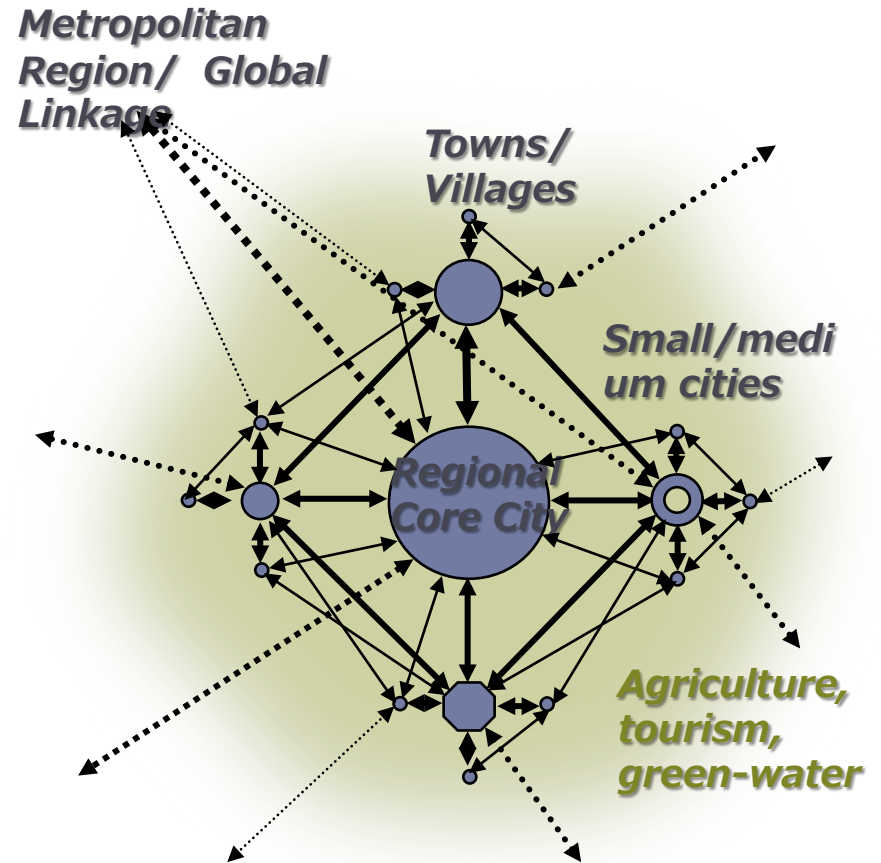 Metropolitan
Region/ Global
Linkage
Towns/
Villages
Small/medi
um cities
Regional
Core City
Agriculture,
tourism,
green-water